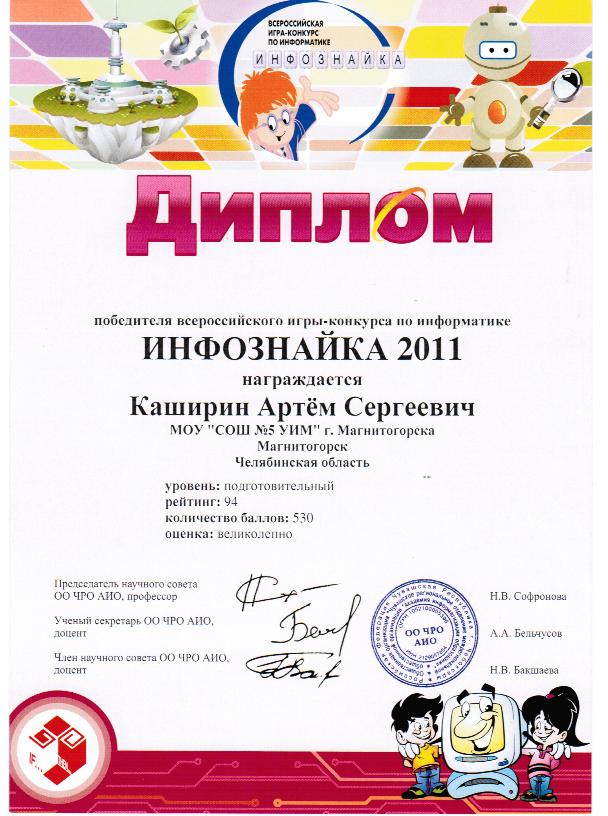 ВСЕРОССИЙСКАЯ
ИГРА-КОНКУРС
ПО ИНФОРМАТИКЕ
ИНФОЗНАЙКА
Диплом
победителя всероссийского игры-конкурса по информатике
ИНФОЗНАЙКА 2011
награждается
Каширин Артём Сергеевич
МОУ "СОШ №5 УИМ" г. Магнитогорска
Магнитогорск
Челябинская область
уровень: подготовительный
рейтинг: 94
количество баллов: 530
оценка: великолепно
Председатель научного совета
ОО ЧРО АИО, профессор
Н.В. Софронова
Ученый секретарь ОО ЧРО АИО,
доцент
А.А. Бельчусов
Член научного совета ОО ЧРО АИО,
доцент
Н.В. Бакшаева
ОО ЧРО
АИО